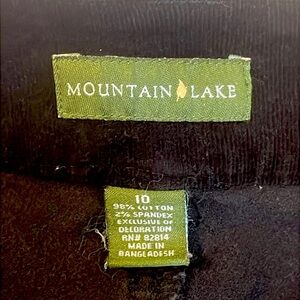 MOUNTAIN LAKE
10
98% COTTON
2% SPANDEX
EXCLUSIVE OF
DECORATION
RN# 82814
MADE IN
BANGLADESH